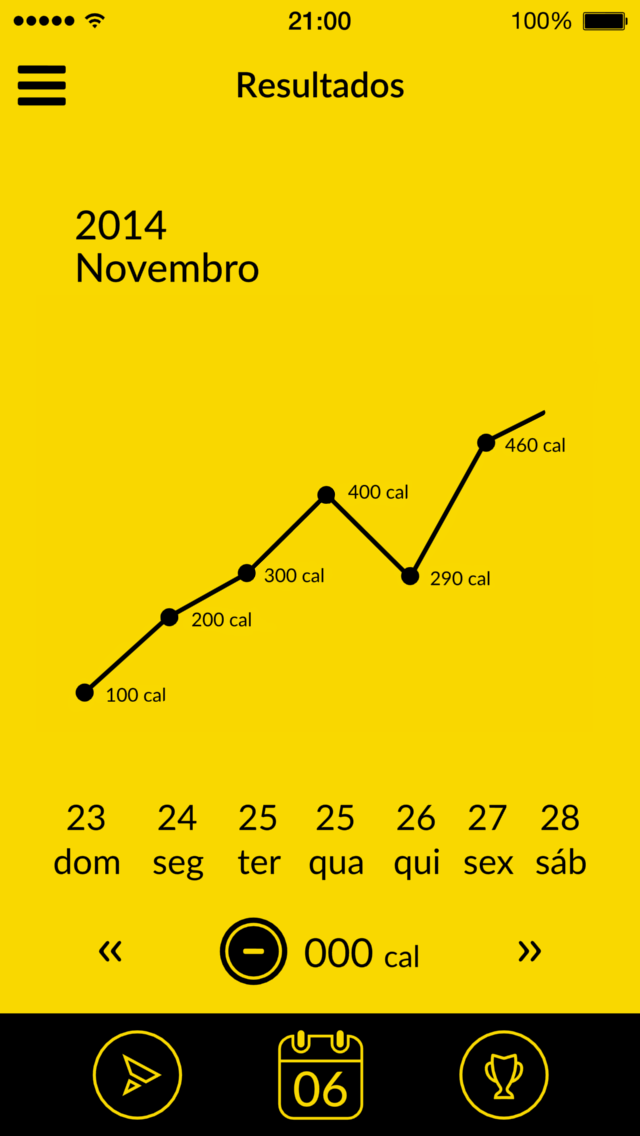 21:00 100%
Resultados
2014
Novembro
460 cal
400 cal
300 cal
290 cal
200 cal
100 cal
23 24 25 25 26 27 28
dom seg ter qua qui sex sáb
« 000 cal »
06